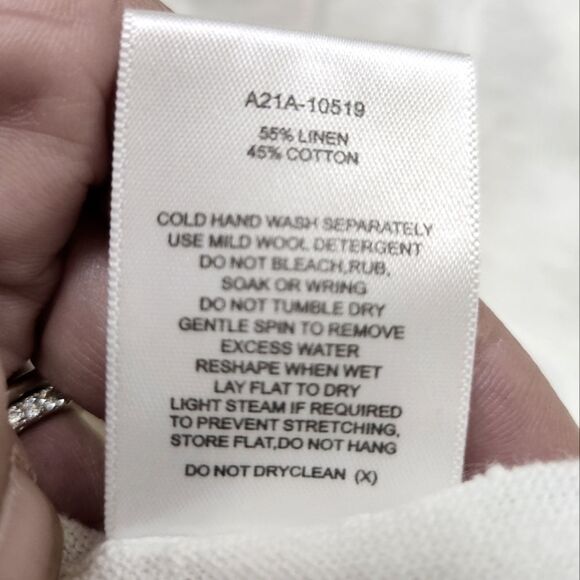 A21A-10519
55% LINEN
45% COTTON
COLD HAND WASH SEPARATELY
USE MILD WOOL DETERGENT
DO NOT BLEACH,RUB,
SOAK OR WRING
DO NOT TUMBLE DRY
GENTLE SPIN TO REMOVE
EXCESS WATER
RESHAPE WHEN WET
LAY FLAT TO DRY
LIGHT STEAM IF REQUIRED
TO PREVENT STRETCHING,
STORE FLAT,DO NOT HANG
DO NOT DRYCLEAN (X)